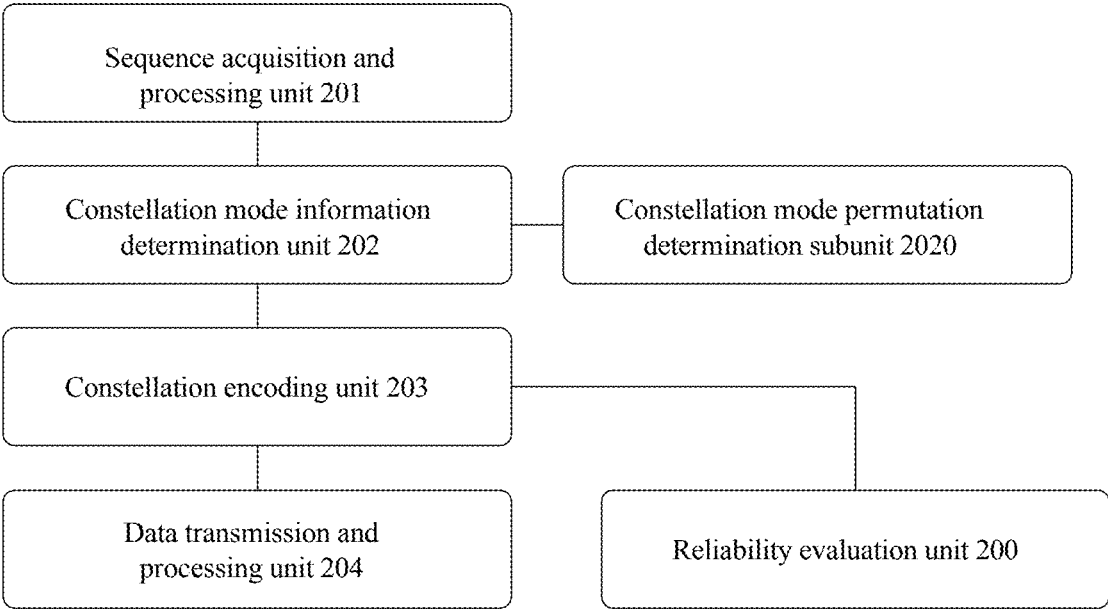 Sequence acquisition and
processing unit 201
Constellation mode information
determination unit 202
Constellation mode permutation
determination subunit 2020
Constellation encoding unit 203
Data transmission and
processing unit 204
Reliability evaluation unit 200